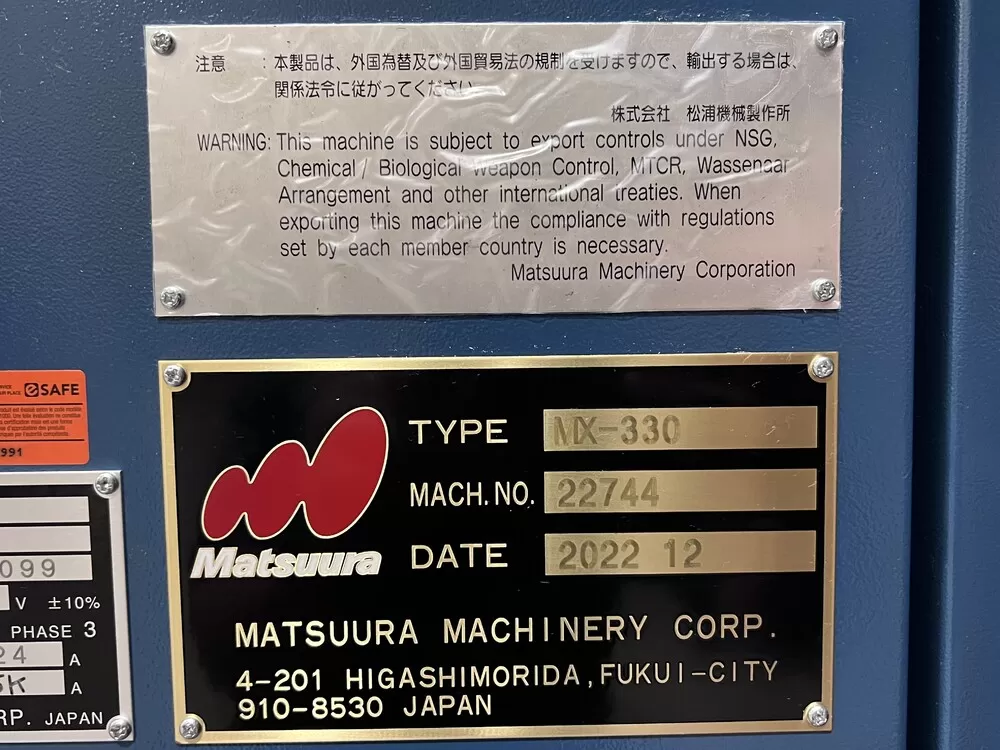 注意 : 本製品は、外国為替及び外国貿易法の規制を受けますので、輸出する場合は、
関係法令に従がってください
株式会社 松浦機械製作所
WARNING: This machine is subject to export controls under NSG,
Chemical / Biological Weapon Control, MTCR, Wassenaar
Arrangement and other international treaties. When
exporting this machine the compliance with regulations
set by each member country is necessary.
Matsuura Machinery Corporation
Matsuura
TYPE MX-330
MACH. NO. 22744
DATE 2022 12
MATSUURA MACHINERY CORP.
4-201 HIGASHIMORIDA, FUKUI-CITY
910-8530 JAPAN
SAFE
991
099
V ±10%
PHASE 3
24 A
5K A
RP. JAPAN